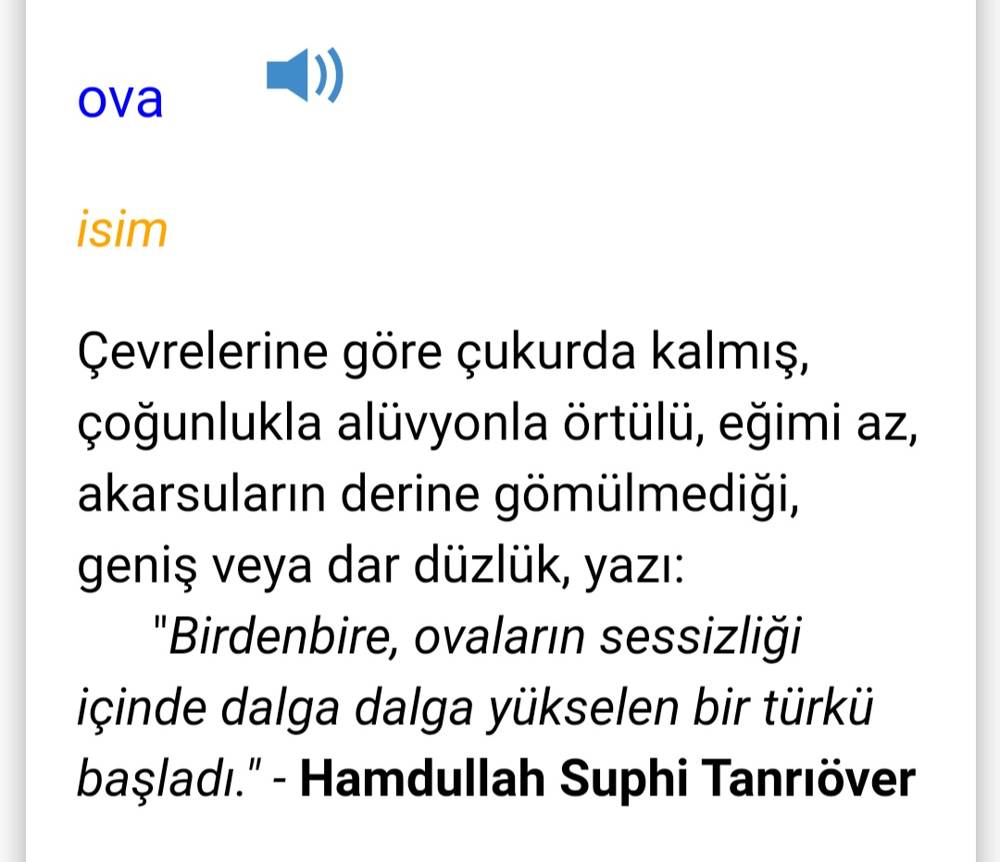 ova
isim
Çevrelerine göre çukurda kalmış,
çoğunlukla alüvyonla örtülü, eğimi az,
akarsuların derine gömülmediği,
geniş veya dar düzlük, yazı:
"Birdenbire, ovaların sessizliği
içinde dalga dalga yükselen bir türkü
başladı." - Hamdullah Suphi Tanrıöver